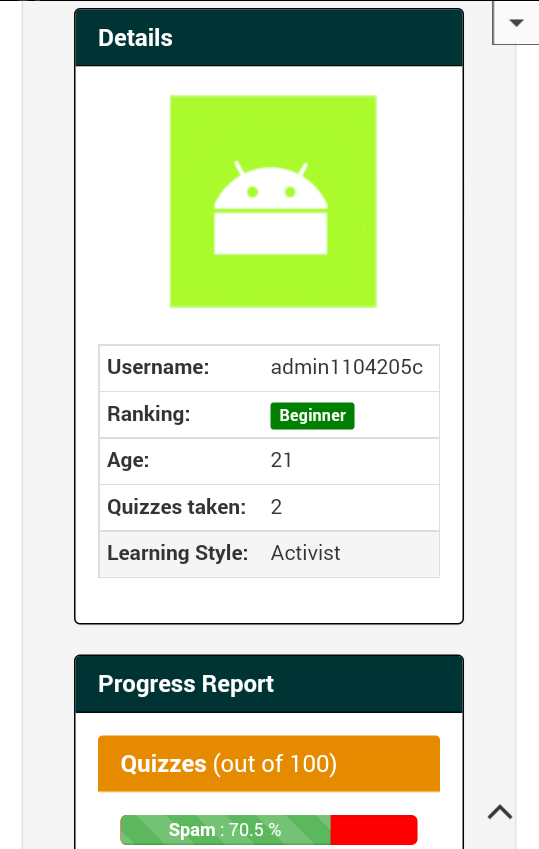 Details
Username: admin1104205c
Ranking: Beginner
Age: 21
Quizzes taken: 2
Learning Style: Activist
Progress Report
Quizzes (out of 100)
Spam : 70.5 %